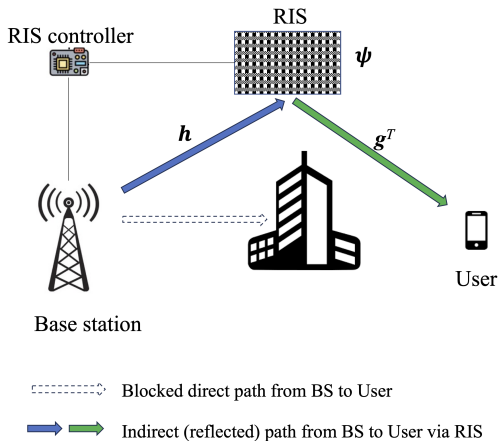 RIS
RIS controller
ψ
h
g^T
User
Base station
Blocked direct path from BS to User
Indirect (reflected) path from BS to User via RIS